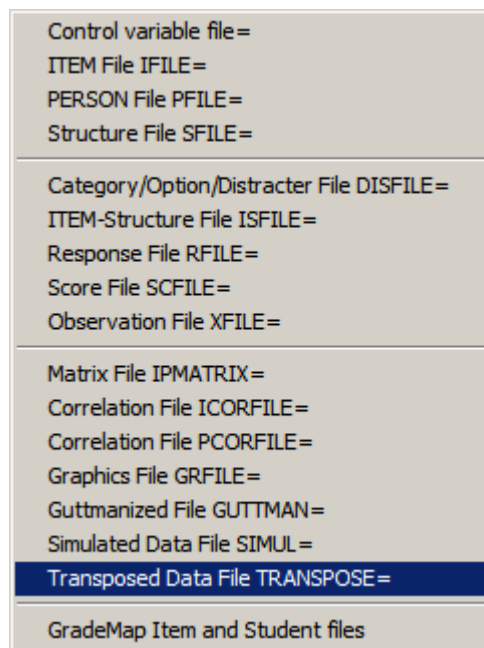 Control variable file=
ITEM File IFILE=
PERSON File PFILE=
Structure File SFILE=
Category/Option/Distracter File DISFILE=
ITEM-Structure File ISFILE=
Response File RFILE=
Score File SCFILE=
Observation File XFILE=
Matrix File IPMATRIX=
Correlation File ICORFILE=
Correlation File PCORFILE=
Graphics File GRFILE=
Guttmanized File GUTTMAN=
Simulated Data File SIMUL=
Transposed Data File TRANSPOSE=
GradeMap Item and Student files